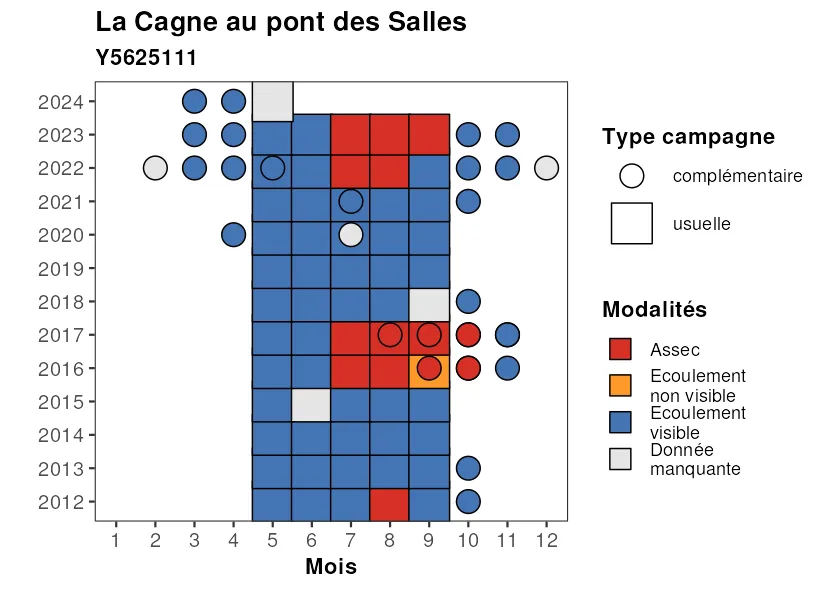 La Cagne au pont des Salles
Y5625111
2024
2023
2022
2021
2020
2019
2018
2017
2016
2015
2014
2013
2012
1 2 3 4 5 6 7 8 9 10 11 12
Mois
Type campagne
complémentaire
usuelle
Modalités
Assec
Ecoulement
non visible
Ecoulement
visible
Donnée
manquante